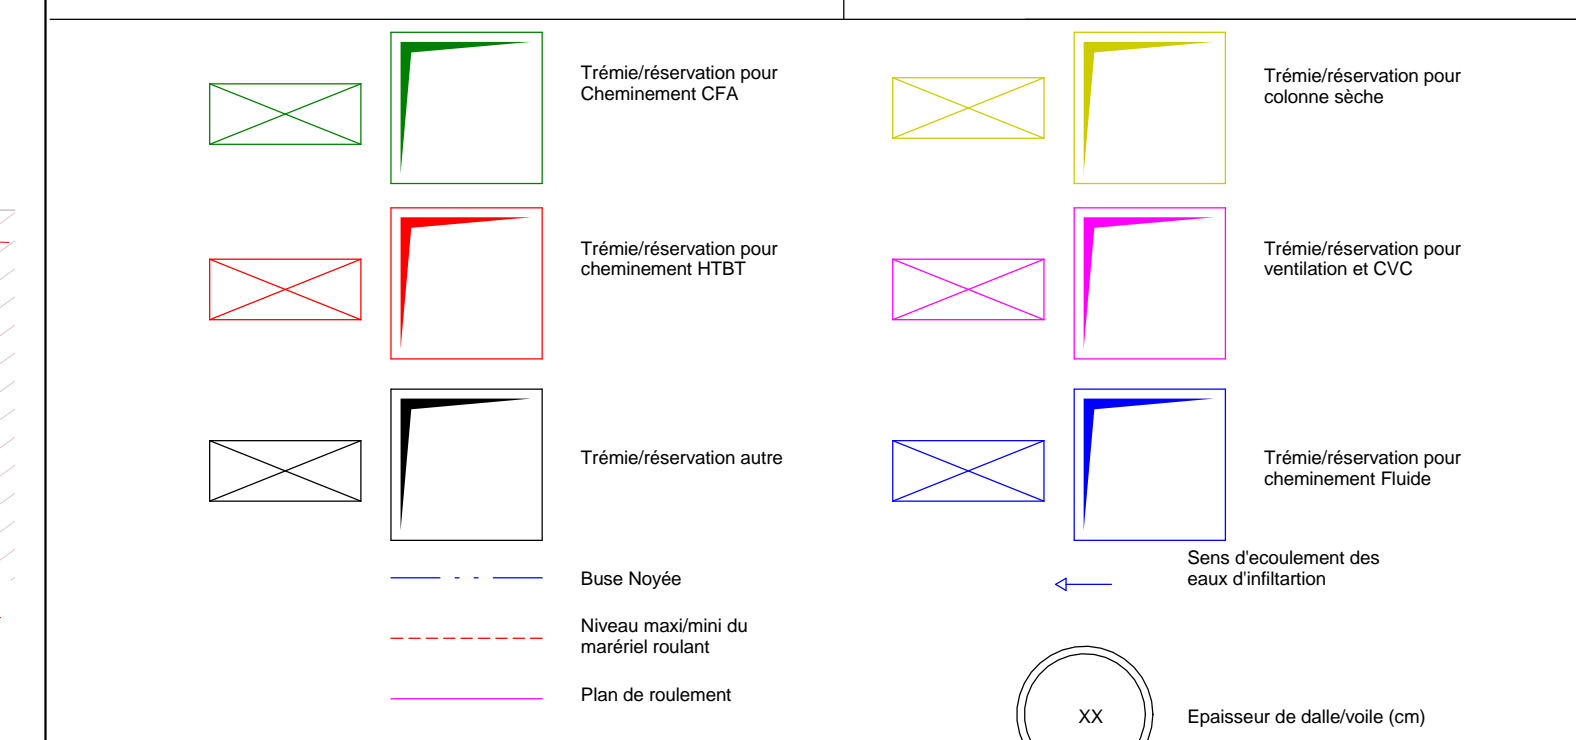 Trémie/réservation pour
Cheminement CFA
Trémie/réservation pour
colonne sèche
Trémie/réservation pour
cheminement HTBT
Trémie/réservation pour
ventilation et CVC
Trémie/réservation autre
Trémie/réservation pour
cheminement Fluide
Buse Noyée
Sens d'ecoulement des
eaux d'infiltartion
Niveau maxi/mini du
marériel roulant
Plan de roulement
XX
Epaisseur de dalle/voile (cm)